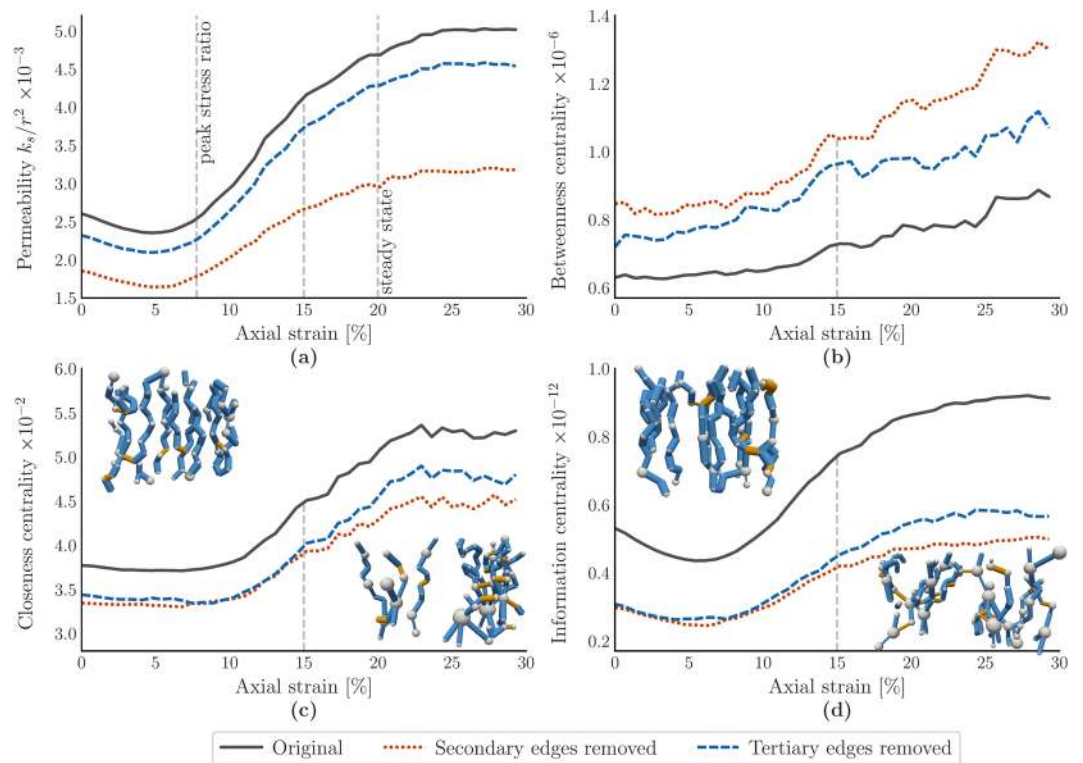 Permeability k_s/r² ×10⁻³
5.0
4.5
4.0
3.5
3.0
2.5
2.0
1.5
peak stress ratio
steady state
0 5 10 15 20 25 30
Axial strain [%]
(a)
Betweenness centrality ×10⁻⁶
1.4
1.2
1.0
0.8
0.6
0 5 10 15 20 25 30
Axial strain [%]
(b)
Closeness centrality ×10⁻²
6.0
5.5
5.0
4.5
4.0
3.5
3.0
0 5 10 15 20 25 30
Axial strain [%]
(c)
Information centrality ×10⁻¹²
1.0
0.8
0.6
0.4
0.2
0 5 10 15 20 25 30
Axial strain [%]
(d)
Original Secondary edges removed Tertiary edges removed